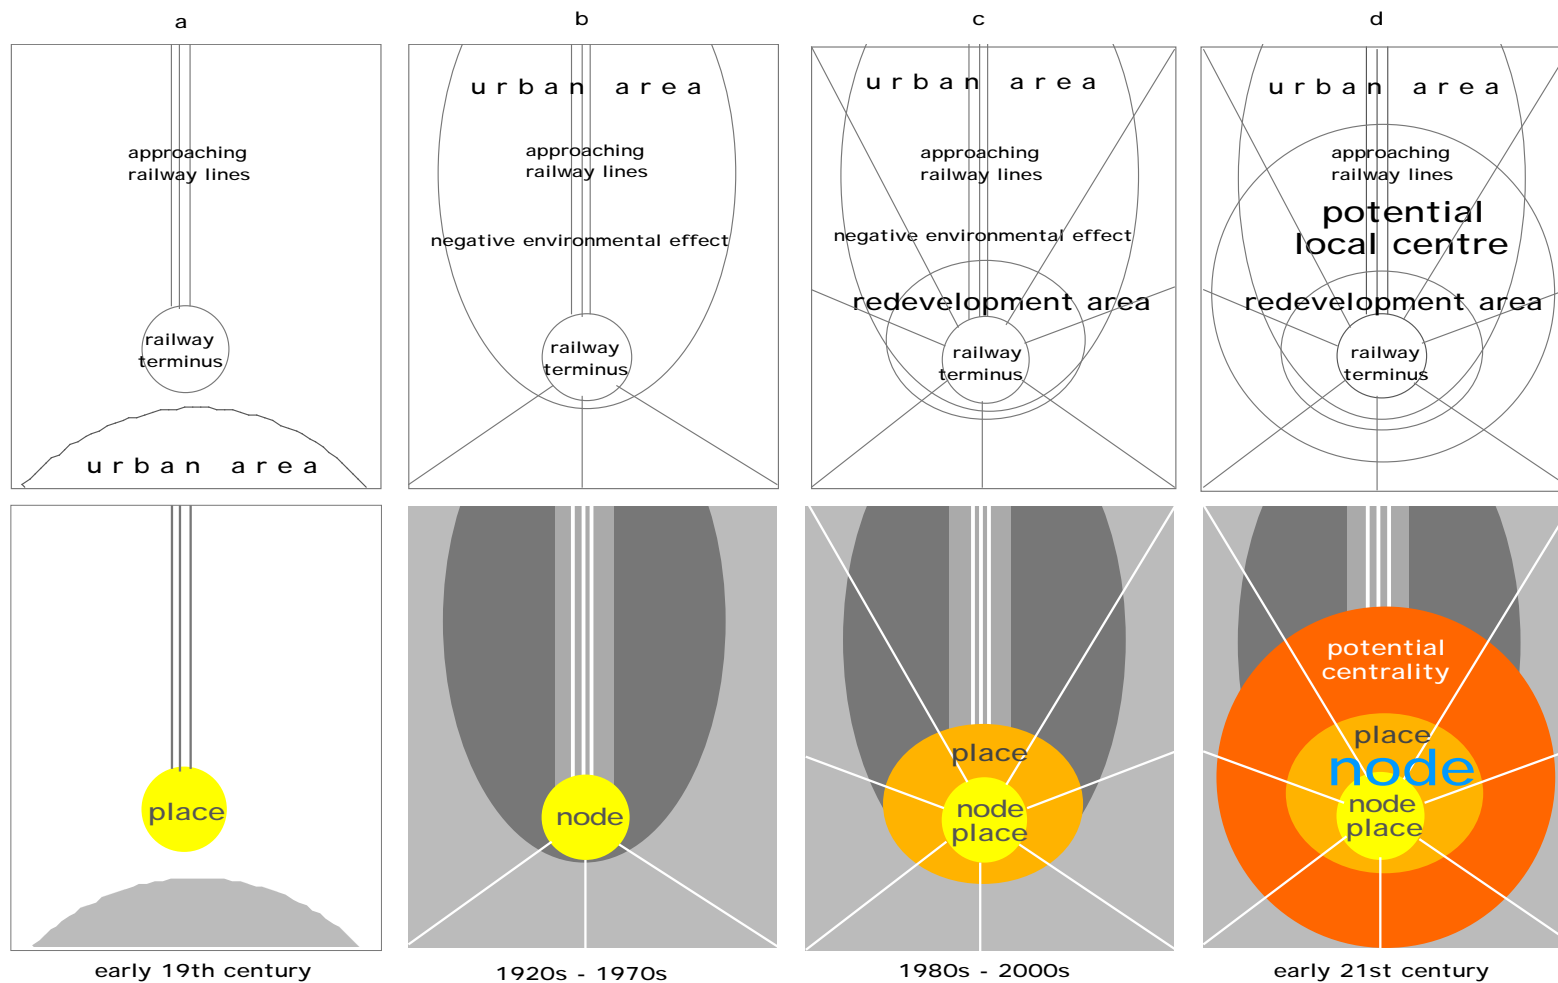 a
urban area
approaching
railway lines
railway
terminus
urban area
b
urban area
approaching
railway lines
negative environmental effect
railway
terminus
c
urban area
approaching
railway lines
negative environmental effect
redevelopment area
railway
terminus
d
urban area
approaching
railway lines
potential
local centre
redevelopment area
railway
terminus
place
early 19th century
node
1920s - 1970s
place
node
place
1980s - 2000s
potential
centrality
place
node
node
place
early 21st century